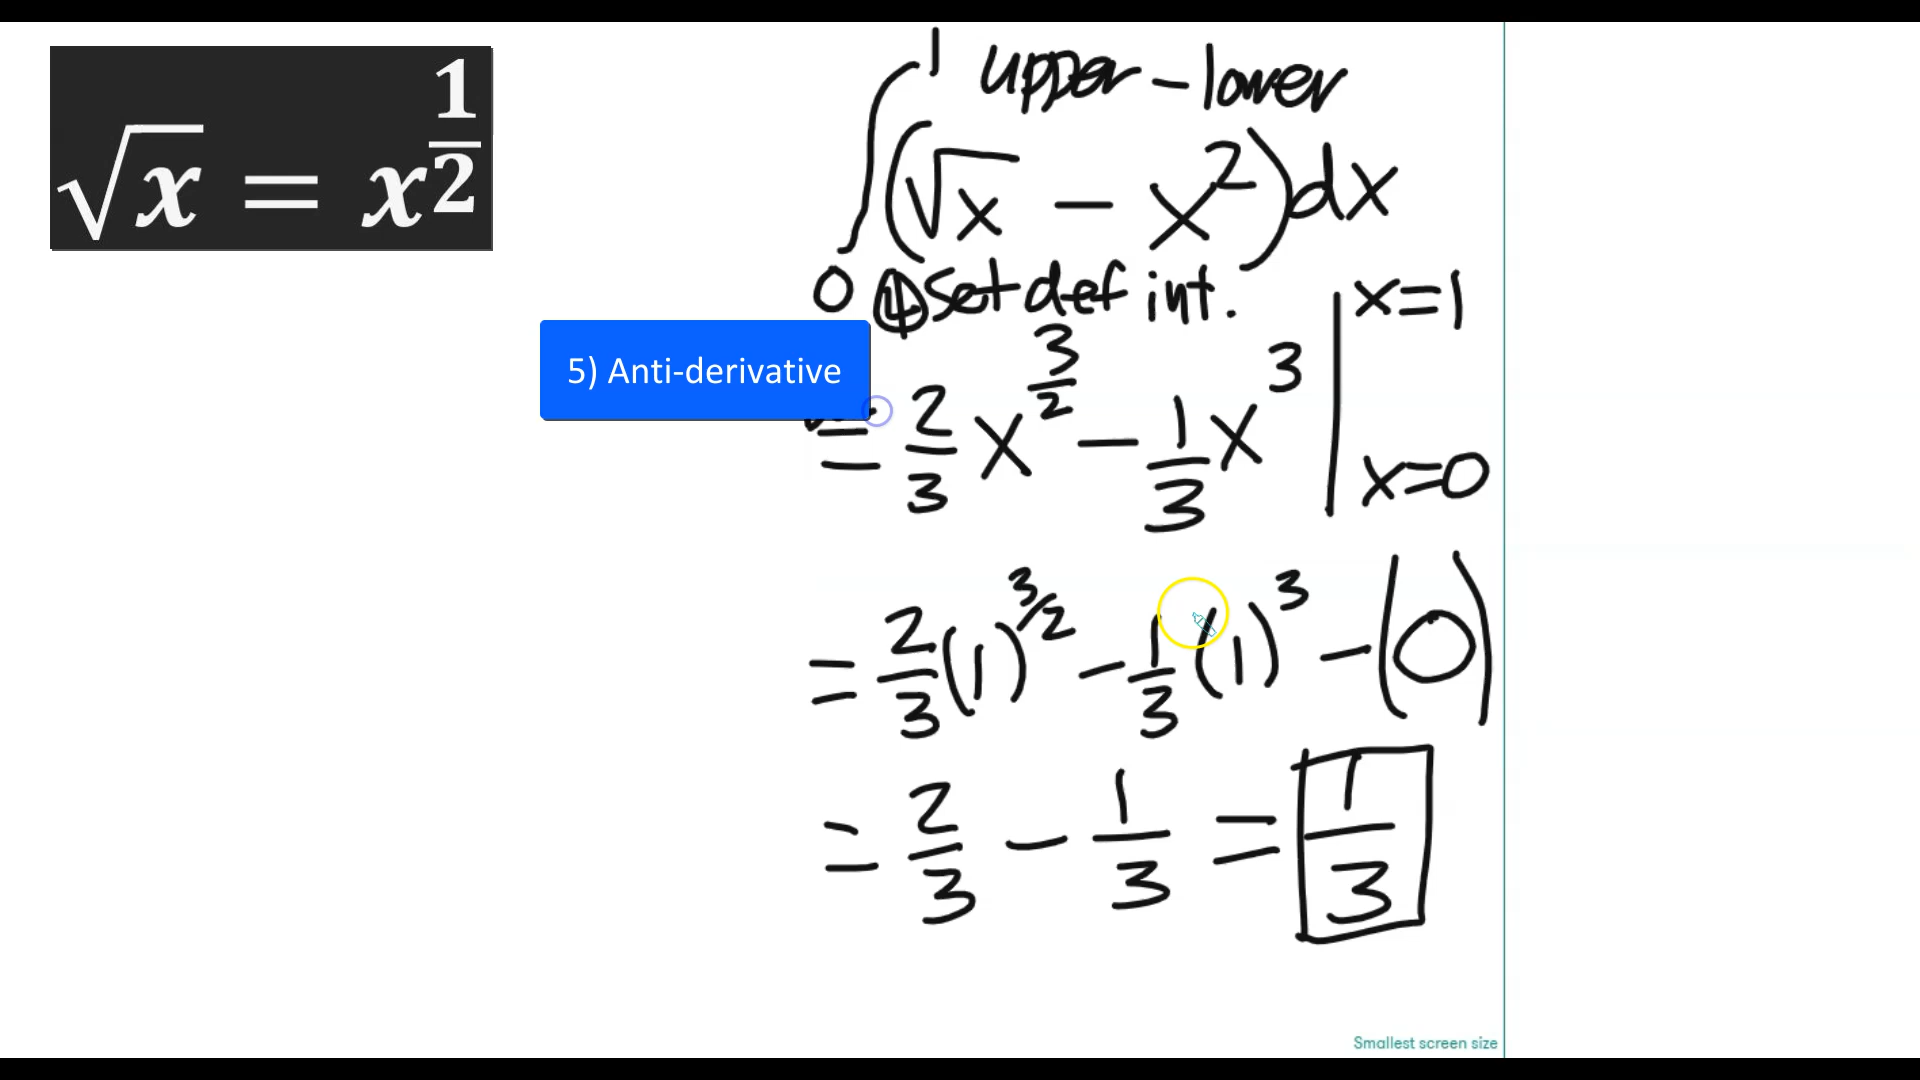 √x = x^(1/2)
1 upper - lower
∫ (√x - x²)dx
0 ④ Set def int.
5) Anti-derivative
= 2/3 x^(3/2) - 1/3 x³ | x=1 x=0
= 2/3 (1)^(3/2) - 1/3 (1)³ - (0)
= 2/3 - 1/3 = 1/3
Smallest screen size